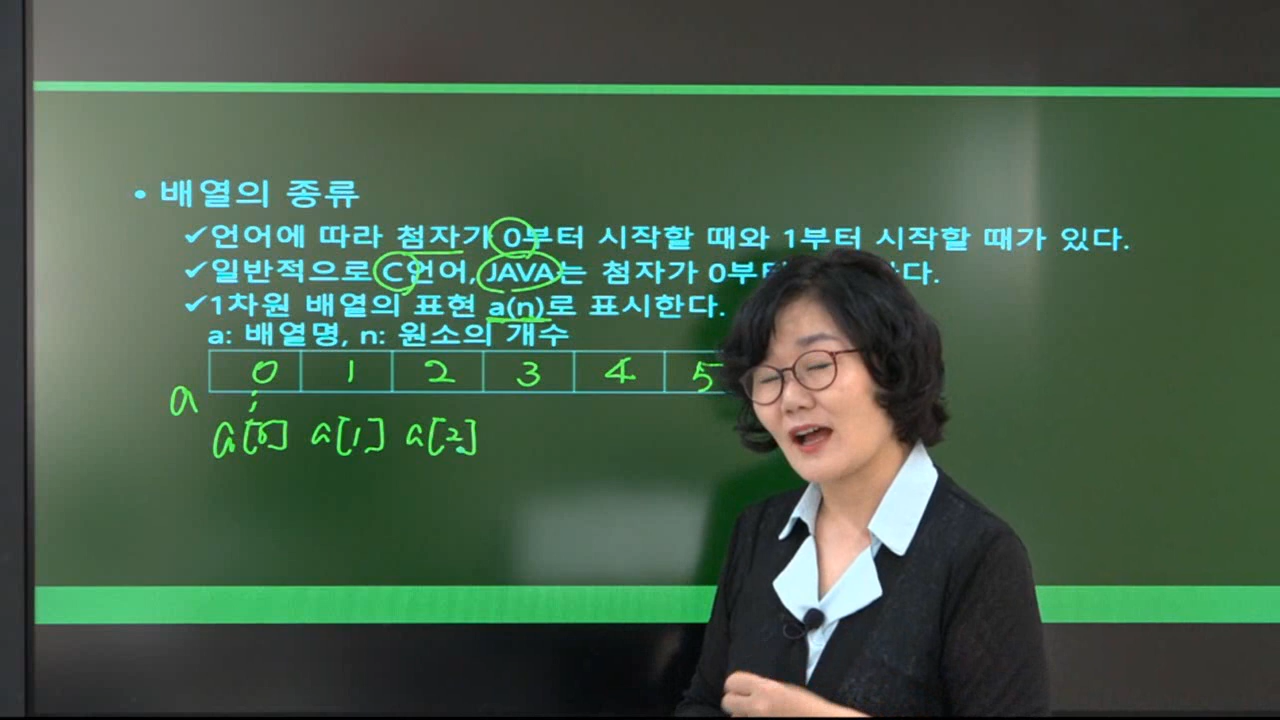 • 배열의 종류
✓언어에 따라 첨자가 0부터 시작할 때와 1부터 시작할 때가 있다.
✓일반적으로 C언어, JAVA는 첨자가 0부터 다.
✓1차원 배열의 표현 a(n)로 표시한다.
a: 배열명, n: 원소의 개수
0 1 2 3 4 5
a
a[0] a[1] a[2]